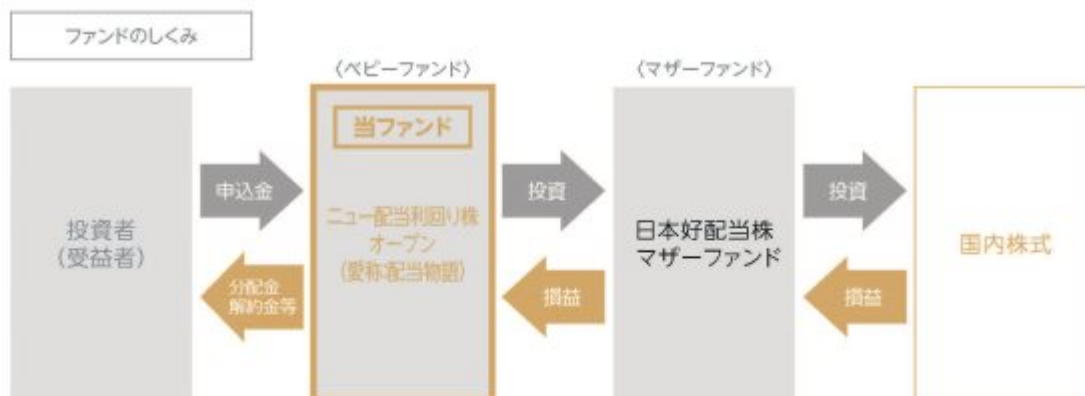 ファンドのしくみ
〈ベビーファンド〉
〈マザーファンド〉
投資者
(受益者)
申込金
分配金
解約金等
当ファンド
ニュー配当利回り株
オープン
(愛称:配当物語)
投資
損益
日本好配当株
マザーファンド
投資
損益
国内株式